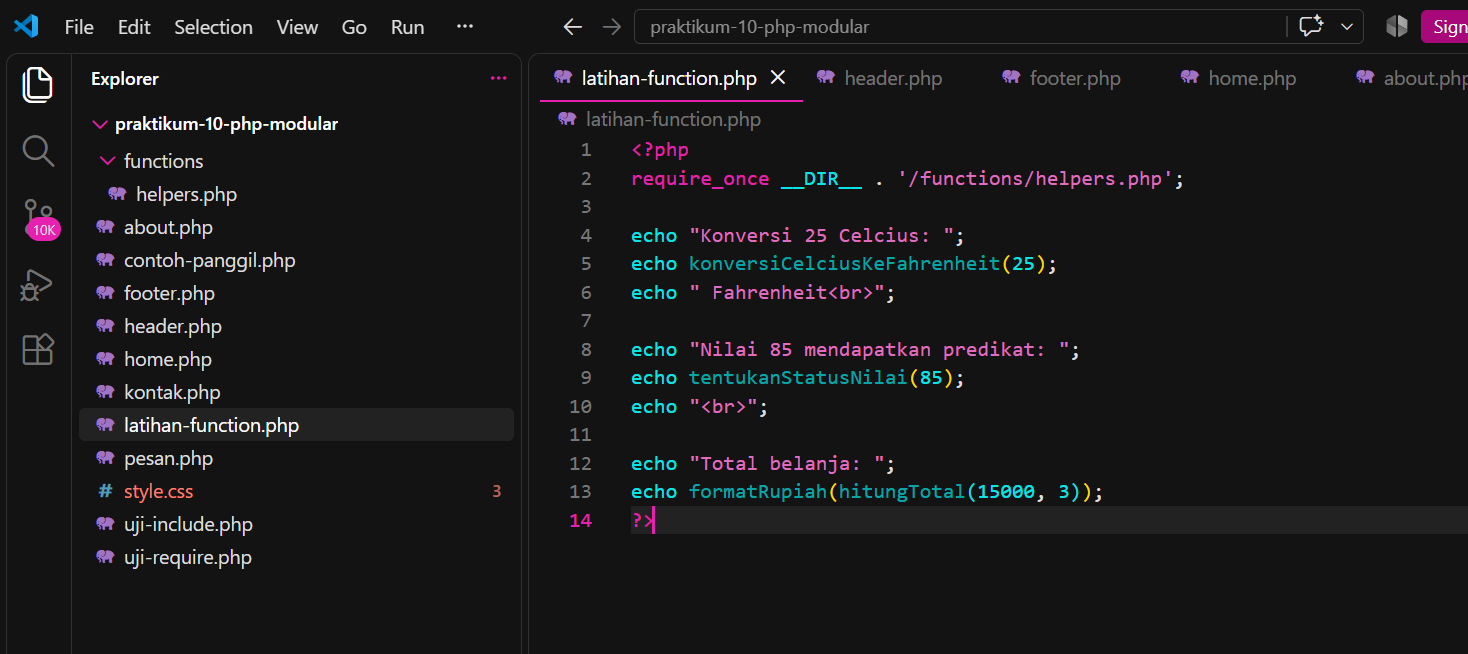 File Edit Selection View Go Run ··· praktikum-10-php-modular
Explorer ···
praktikum-10-php-modular
functions
helpers.php
about.php
contoh-panggil.php
footer.php
header.php
home.php
kontak.php
latihan-function.php
pesan.php
# style.css 3
uji-include.php
uji-require.php
10K
latihan-function.php header.php footer.php home.php about.php
latihan-function.php
1 <?php
2 require_once __DIR__ . '/functions/helpers.php';
3
4 echo "Konversi 25 Celcius: ";
5 echo konversiCelciusKeFahrenheit(25);
6 echo " Fahrenheit<br>";
7
8 echo "Nilai 85 mendapatkan predikat: ";
9 echo tentukanStatusNilai(85);
10 echo "<br>";
11
12 echo "Total belanja: ";
13 echo formatRupiah(hitungTotal(15000, 3));
14 ?>
Sign